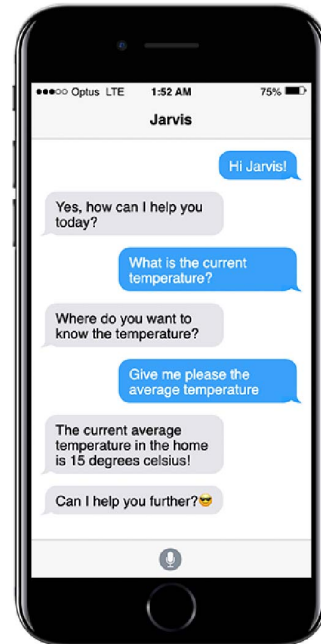 Optus LTE 1:52 AM 75%
Jarvis
Hi Jarvis!
Yes, how can I help you
today?
What is the current
temperature?
Where do you want to
know the temperature?
Give me please the
average temperature
The current average
temperature in the home
is 15 degrees celsius!
Can I help you further?😎